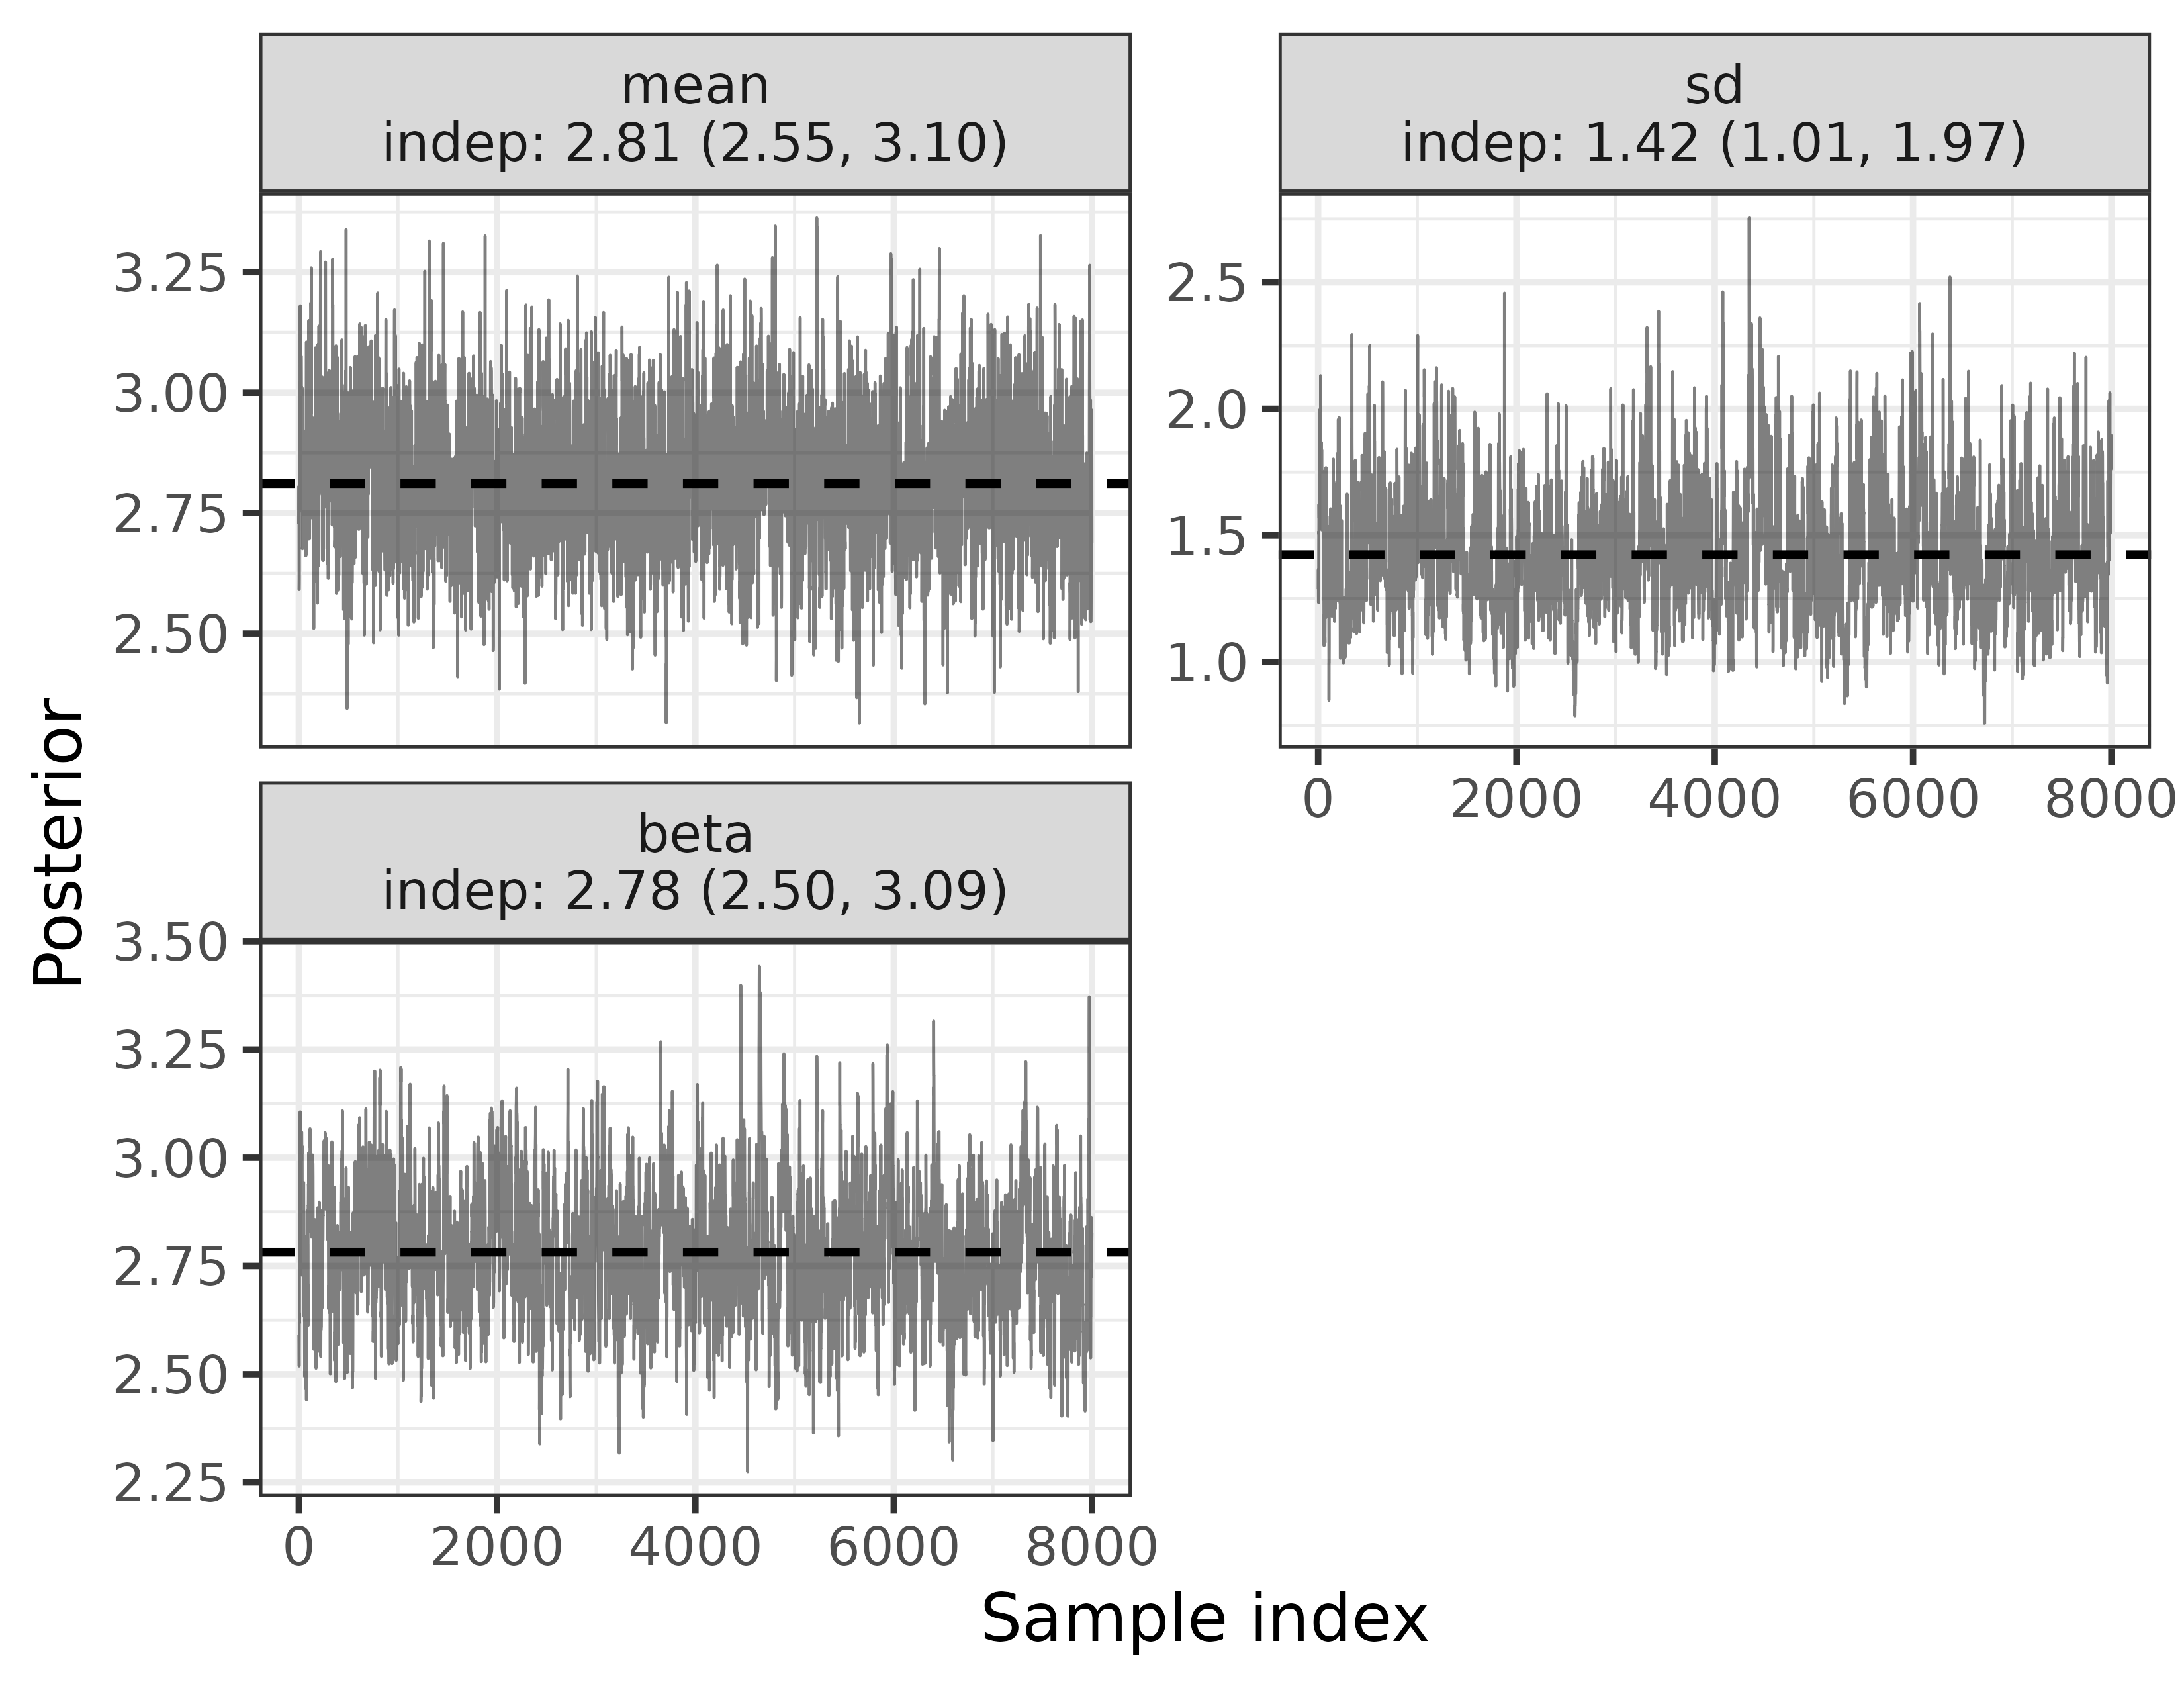 mean
indep: 2.81 (2.55, 3.10)
3.25
3.00
2.75
2.50
sd
indep: 1.42 (1.01, 1.97)
2.5
2.0
1.5
1.0
0 2000 4000 6000 8000
beta
indep: 2.78 (2.50, 3.09)
3.50
3.25
3.00
2.75
2.50
2.25
0 2000 4000 6000 8000
Posterior
Sample index